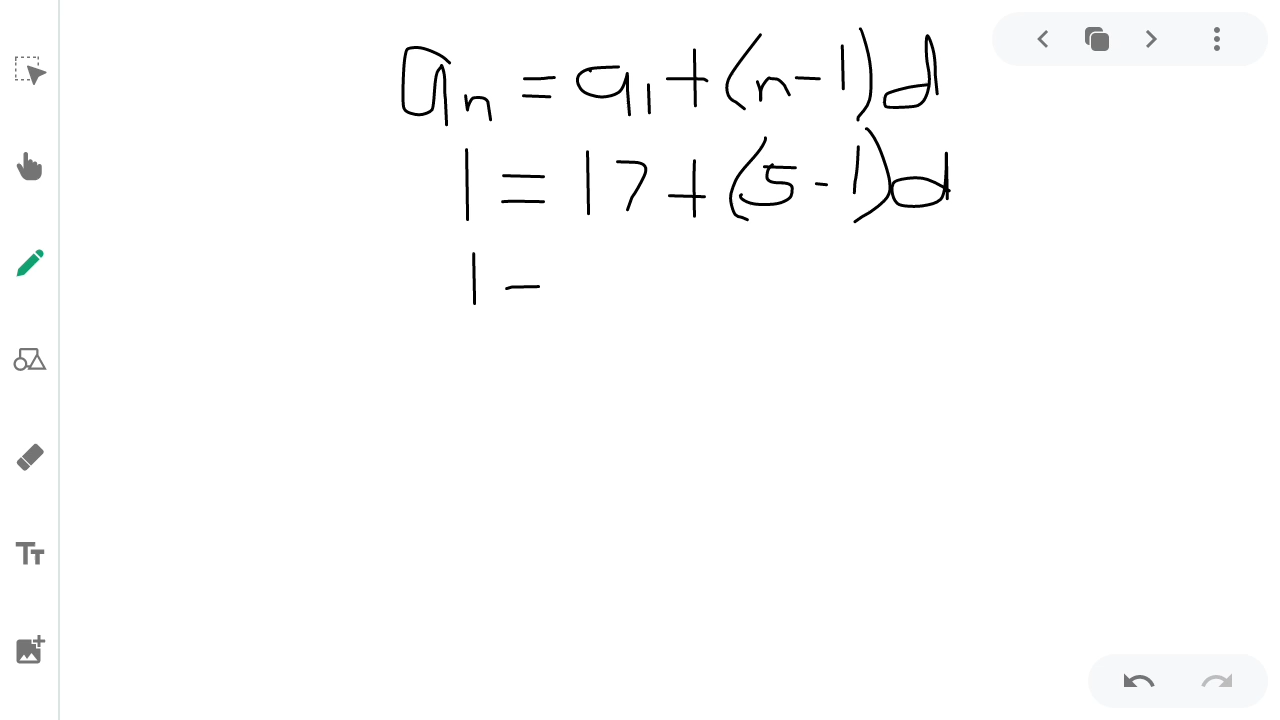 aₙ = a₁ + (n - 1)d
1 = 17 + (5 - 1)d
1 -